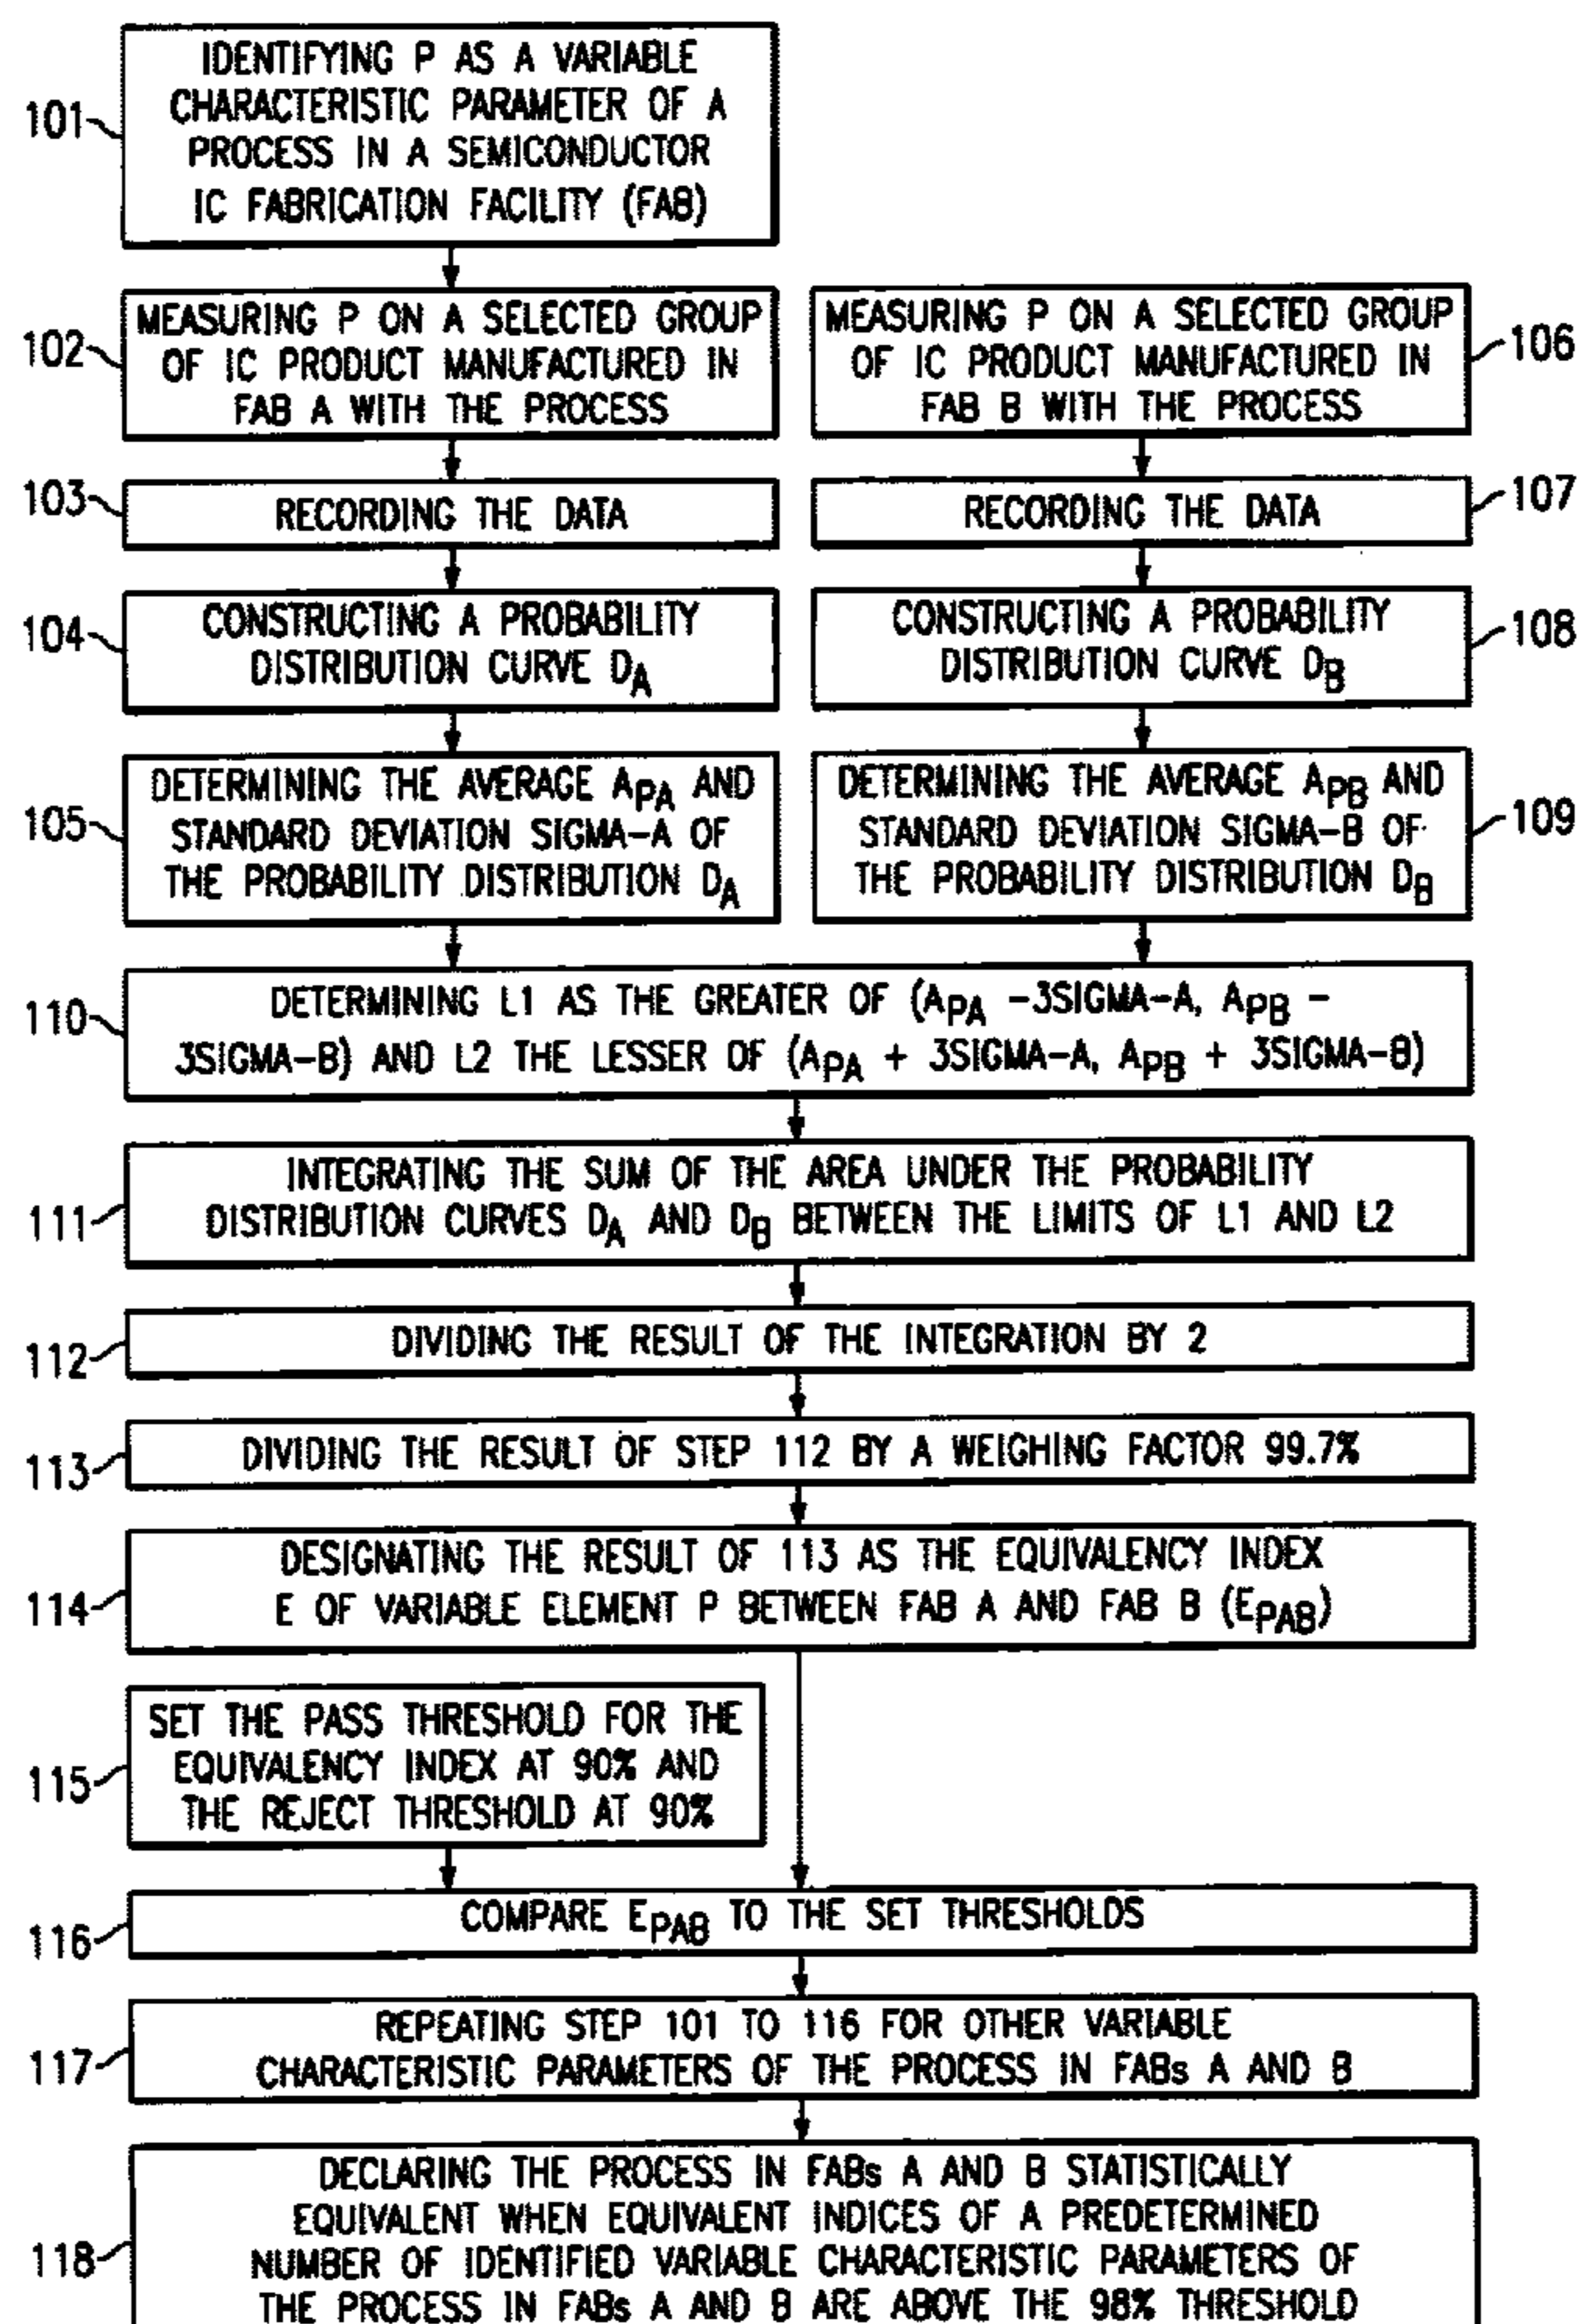 101
IDENTIFYING P AS A VARIABLE
CHARACTERISTIC PARAMETER OF A
PROCESS IN A SEMICONDUCTOR
IC FABRICATION FACILITY (FAB)
102
MEASURING P ON A SELECTED GROUP
OF IC PRODUCT MANUFACTURED IN
FAB A WITH THE PROCESS
103
RECORDING THE DATA
104
CONSTRUCTING A PROBABILITY
DISTRIBUTION CURVE DA
105
DETERMINING THE AVERAGE APA AND
STANDARD DEVIATION SIGMA-A OF
THE PROBABILITY DISTRIBUTION DA
106
MEASURING P ON A SELECTED GROUP
OF IC PRODUCT MANUFACTURED IN
FAB B WITH THE PROCESS
107
RECORDING THE DATA
108
CONSTRUCTING A PROBABILITY
DISTRIBUTION CURVE DB
109
DETERMINING THE AVERAGE APB AND
STANDARD DEVIATION SIGMA-B OF
THE PROBABILITY DISTRIBUTION DB
110
DETERMINING L1 AS THE GREATER OF (APA -3SIGMA-A, APB -
3SIGMA-B) AND L2 THE LESSER OF (APA + 3SIGMA-A, APB + 3SIGMA-B)
111
INTEGRATING THE SUM OF THE AREA UNDER THE PROBABILITY
DISTRIBUTION CURVES DA AND DB BETWEEN THE LIMITS OF L1 AND L2
112
DIVIDING THE RESULT OF THE INTEGRATION BY 2
113
DIVIDING THE RESULT OF STEP 112 BY A WEIGHING FACTOR 99.7%
114
DESIGNATING THE RESULT OF 113 AS THE EQUIVALENCY INDEX
E OF VARIABLE ELEMENT P BETWEEN FAB A AND FAB B (EPAB)
115
SET THE PASS THRESHOLD FOR THE
EQUIVALENCY INDEX AT 90% AND
THE REJECT THRESHOLD AT 90%
116
COMPARE EPAB TO THE SET THRESHOLDS
117
REPEATING STEP 101 TO 116 FOR OTHER VARIABLE
CHARACTERISTIC PARAMETERS OF THE PROCESS IN FABs A AND B
118
DECLARING THE PROCESS IN FABs A AND B STATISTICALLY
EQUIVALENT WHEN EQUIVALENT INDICES OF A PREDETERMINED
NUMBER OF IDENTIFIED VARIABLE CHARACTERISTIC PARAMETERS OF
THE PROCESS IN FABs A AND B ARE ABOVE THE 98% THRESHOLD